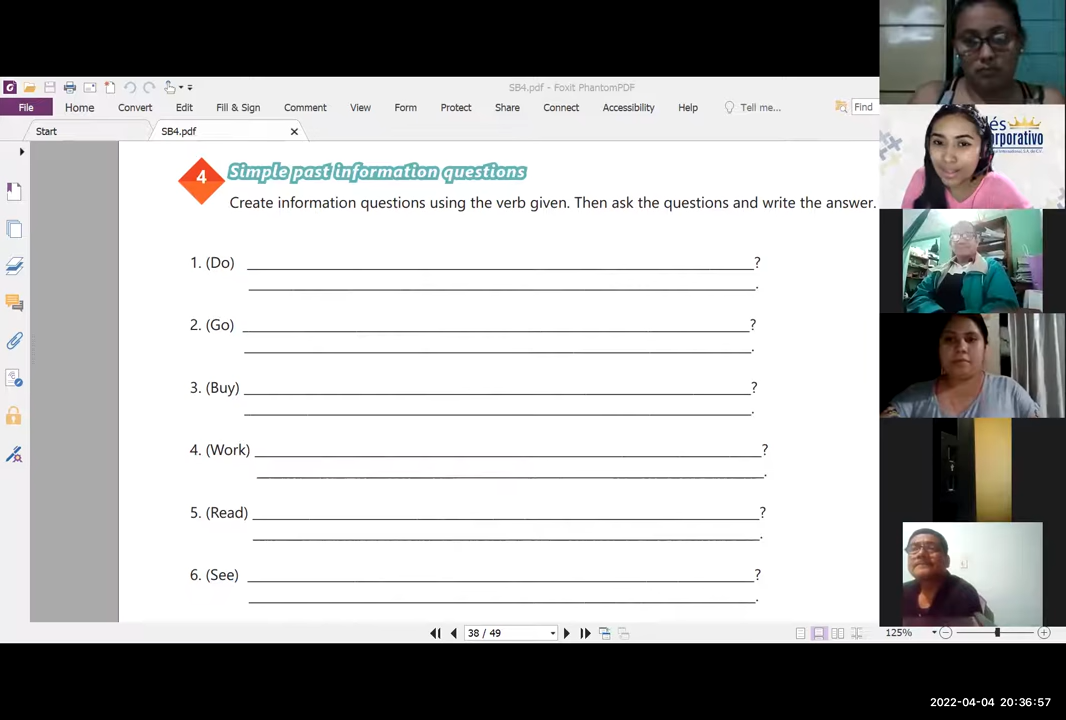 SB4.pdf - Foxit PhantomPDF
File Home Convert Edit Fill & Sign Comment View Form Protect Share Connect Accessibility Help Tell me... Find
Start SB4.pdf
4 Simple past information questions
Create information questions using the verb given. Then ask the questions and write the answer.
1. (Do) ?
.
2. (Go) ?
.
3. (Buy) ?
.
4. (Work) ?
.
5. (Read) ?
.
6. (See) ?
.
38 / 49
125%
és
rporativo
2022-04-04 20:36:57